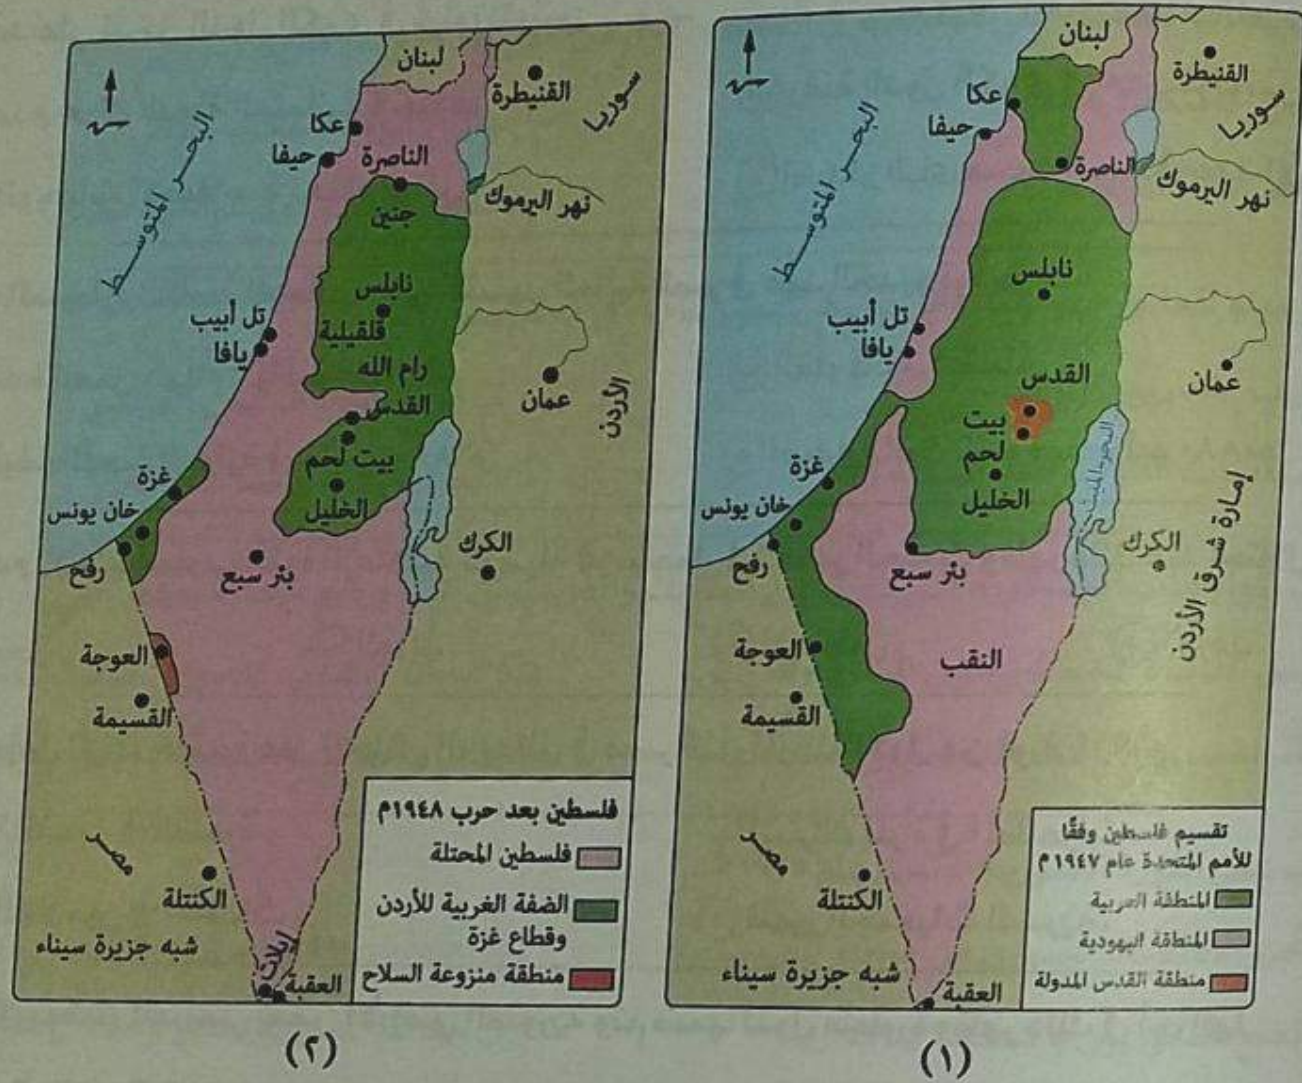 لبنان
القنيطرة
سوريا
عكا
حيفا
الناصرة
نهر اليرموك
البحر المتوسط
نابلس
تل أبيب
يافا
القدس
عمان
بيت
لحم
الخليل
البحر الميت
غزة
خان يونس
رفح
بئر سبع
الكرك
إمارة شرق الأردن
العوجة
النقب
القسيمة
مصر
الكنتلة
شبه جزيرة سيناء
العقبة
تقسيم فلسطين وفقًا
للأمم المتحدة عام ١٩٤٧م
المنطقة العربية
المنطقة اليهودية
منطقة القدس المدولة
(١)
لبنان
القنيطرة
سوريا
عكا
حيفا
الناصرة
نهر اليرموك
جنين
البحر المتوسط
نابلس
قلقيلية
تل أبيب
يافا
رام الله
عمان
الأردن
القدس
بيت لحم
الخليل
غزة
خان يونس
رفح
بئر سبع
الكرك
العوجة
القسيمة
مصر
الكنتلة
شبه جزيرة سيناء
إيلات
العقبة
فلسطين بعد حرب ١٩٤٨م
فلسطين المحتلة
الضفة الغربية للأردن
وقطاع غزة
منطقة منزوعة السلاح
(٢)